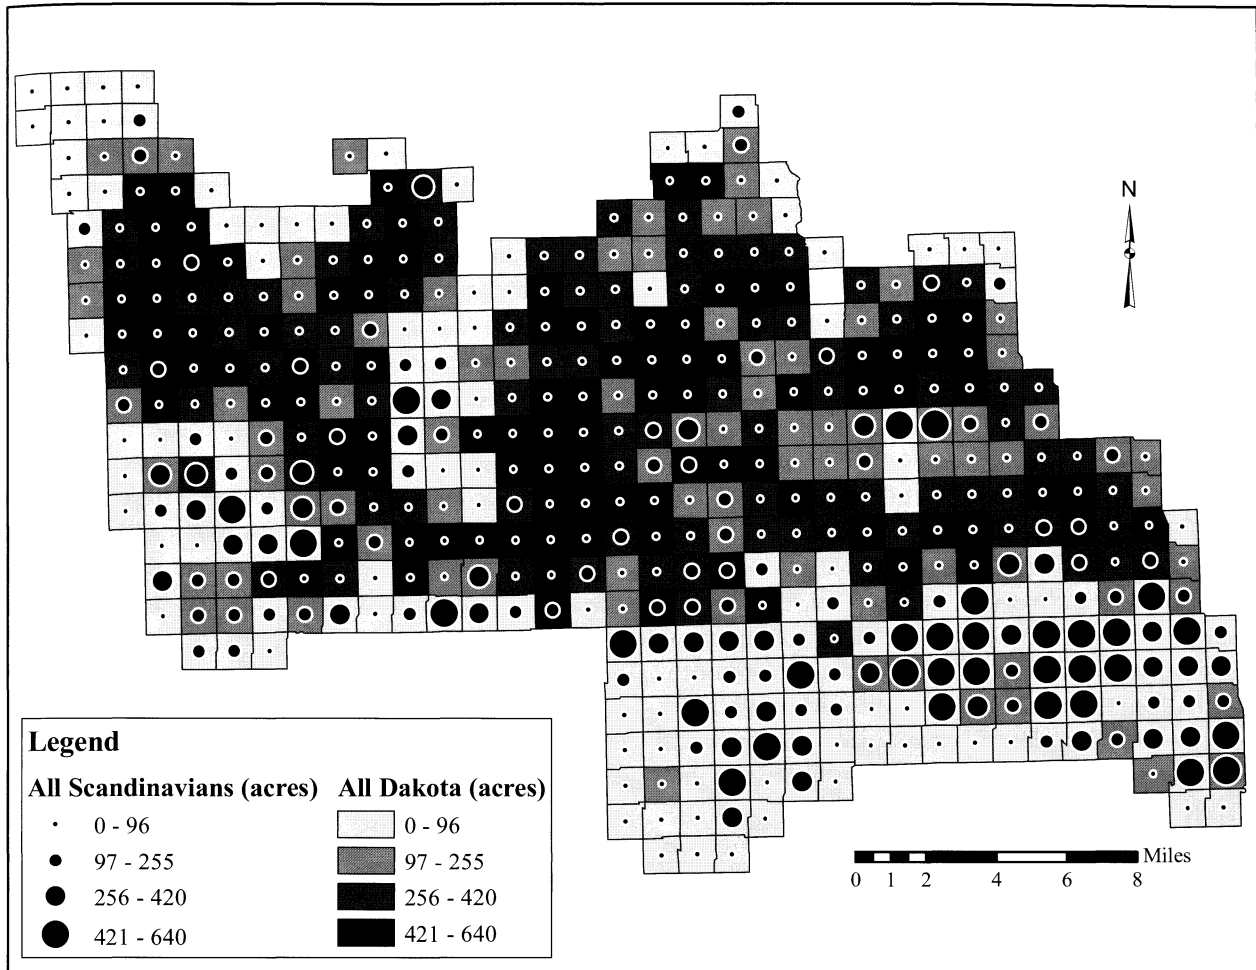 N
Legend
All Scandinavians (acres) All Dakota (acres)
0 - 96 0 - 96
97 - 255 97 - 255
256 - 420 256 - 420
421 - 640 421 - 640
Miles
0 1 2 4 6 8